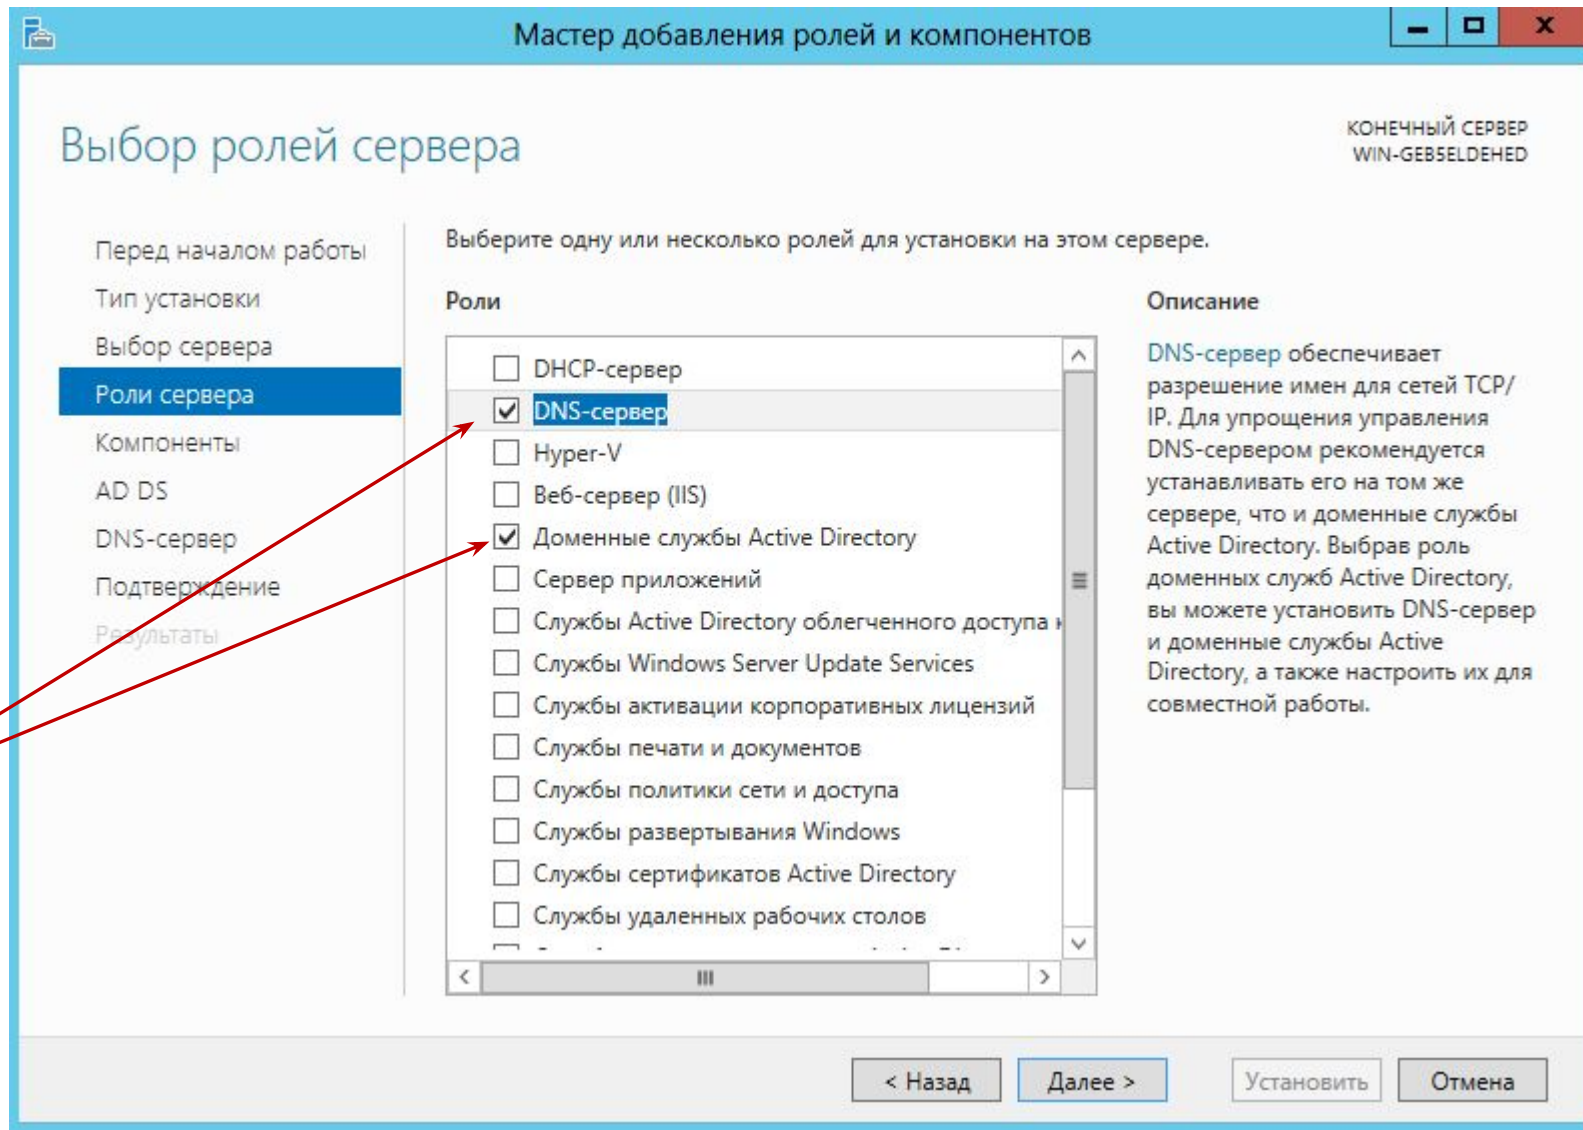 Мастер добавления ролей и компонентов
Выбор ролей сервера
КОНЕЧНЫЙ СЕРВЕР
WIN-GEB5ELDEHED
Перед началом работы
Тип установки
Выбор сервера
Роли сервера
Компоненты
AD DS
DNS-сервер
Подтверждение
Результаты
Выберите одну или несколько ролей для установки на этом сервере.
Роли
DHCP-сервер
DNS-сервер
Hyper-V
Веб-сервер (IIS)
Доменные службы Active Directory
Сервер приложений
Службы Active Directory облегченного доступа
Службы Windows Server Update Services
Службы активации корпоративных лицензий
Службы печати и документов
Службы политики сети и доступа
Службы развертывания Windows
Службы сертификатов Active Directory
Службы удаленных рабочих столов
Описание
DNS-сервер обеспечивает
разрешение имен для сетей TCP/
IP. Для упрощения управления
DNS-сервером рекомендуется
устанавливать его на том же
сервере, что и доменные службы
Active Directory. Выбрав роль
доменных служб Active Directory,
вы можете установить DNS-сервер
и доменные службы Active
Directory, а также настроить их для
совместной работы.
< Назад
Далее >
Установить
Отмена